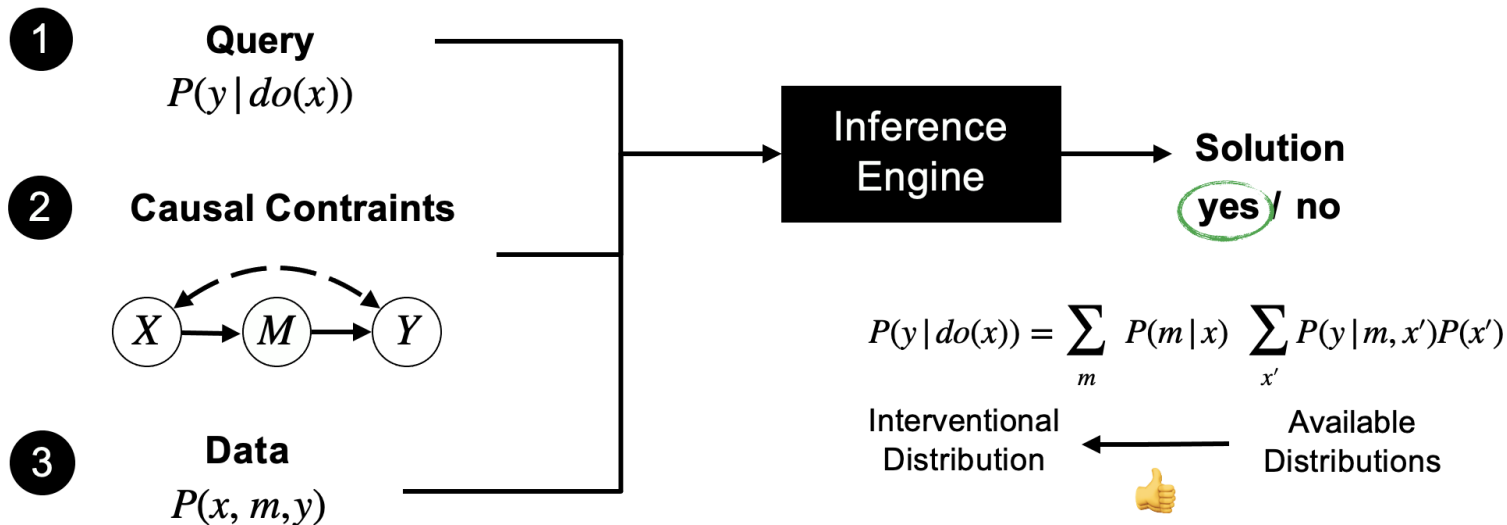 1
Query
P(y | do(x))
2
Causal Contraints
X
M
Y
3
Data
P(x, m,y)
Inference
Engine
Solution
yes / no
P(y | do(x)) = ∑ P(m | x) ∑ P(y | m, x′)P(x′)
m
x′
Interventional
Distribution
Available
Distributions